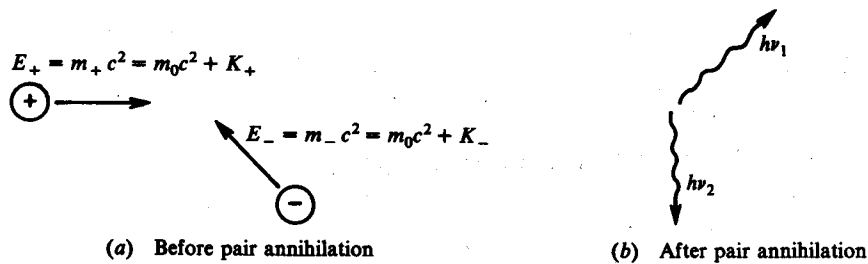 E₊ = m₊ c² = m₀c² + K₊
+
E₋ = m₋ c² = m₀c² + K₋
−
hν₁
hν₂
(a) Before pair annihilation
(b) After pair annihilation